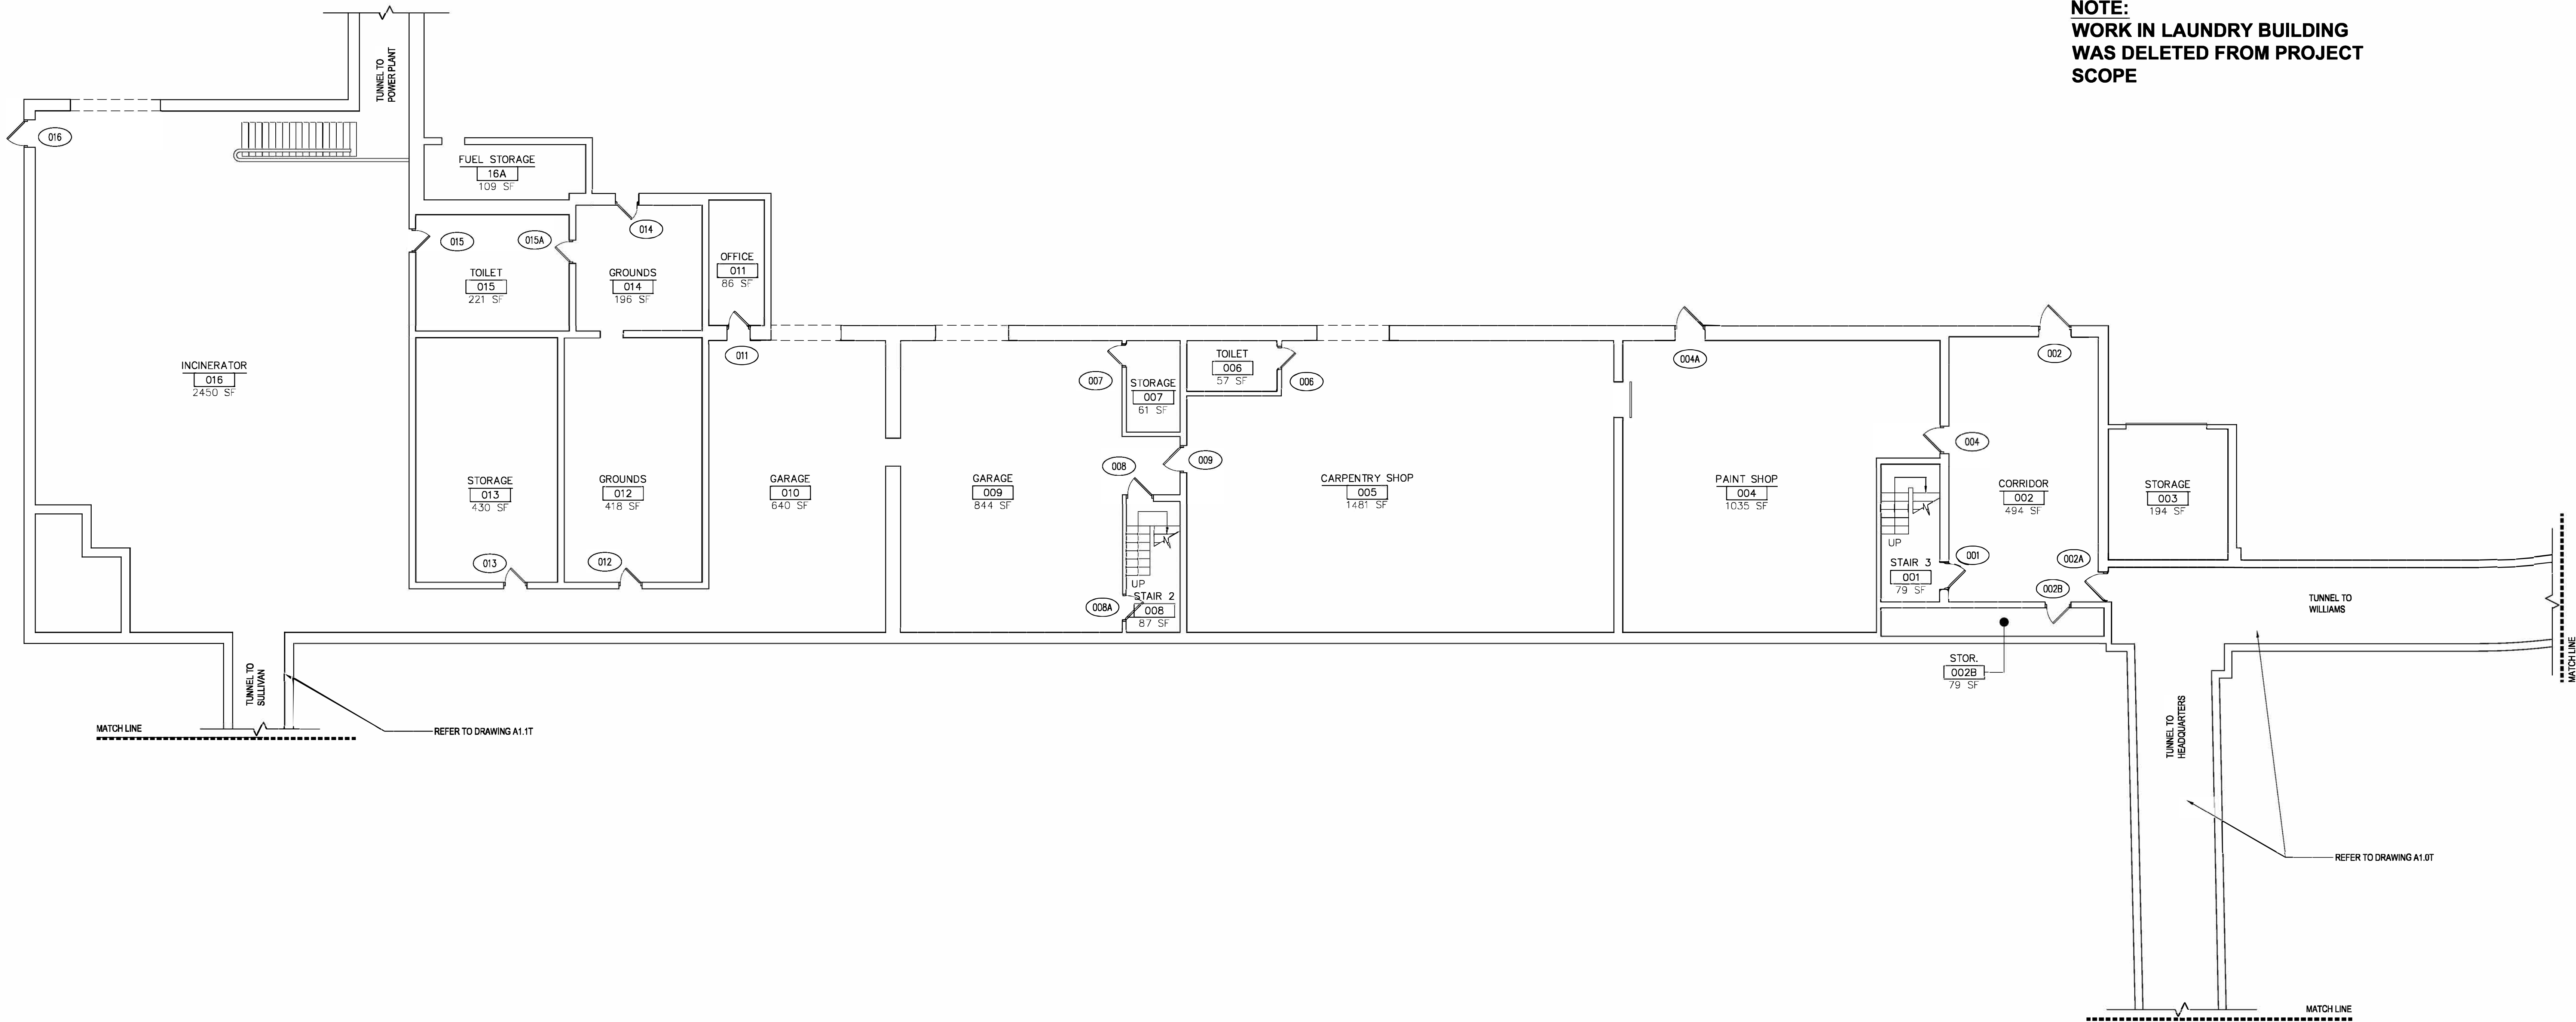 NOTE:
WORK IN LAUNDRY BUILDING
WAS DELETED FROM PROJECT
SCOPE
TUNNEL TO
POWER PLANT
016
FUEL STORAGE
16A
109 SF
014
015
015A
TOILET
015
221 SF
GROUNDS
014
196 SF
OFFICE
011
86 SF
011
INCINERATOR
016
2450 SF
STORAGE
013
430 SF
013
GROUNDS
012
418 SF
012
GARAGE
010
640 SF
GARAGE
009
844 SF
007
STORAGE
007
61 SF
TOILET
006
57 SF
006
008
009
UP
STAIR 2
008
87 SF
008A
CARPENTRY SHOP
005
1481 SF
004A
PAINT SHOP
004
1035 SF
002
004
CORRIDOR
002
494 SF
UP
STAIR 3
001
79 SF
001
002A
002B
STORAGE
003
194 SF
STOR.
002B
79 SF
TUNNEL TO
WILLIAMS
MATCH LINE
TUNNEL TO
SULLIVAN
MATCH LINE
REFER TO DRAWING A1.1T
TUNNEL TO
HEADQUARTERS
REFER TO DRAWING A1.0T
MATCH LINE